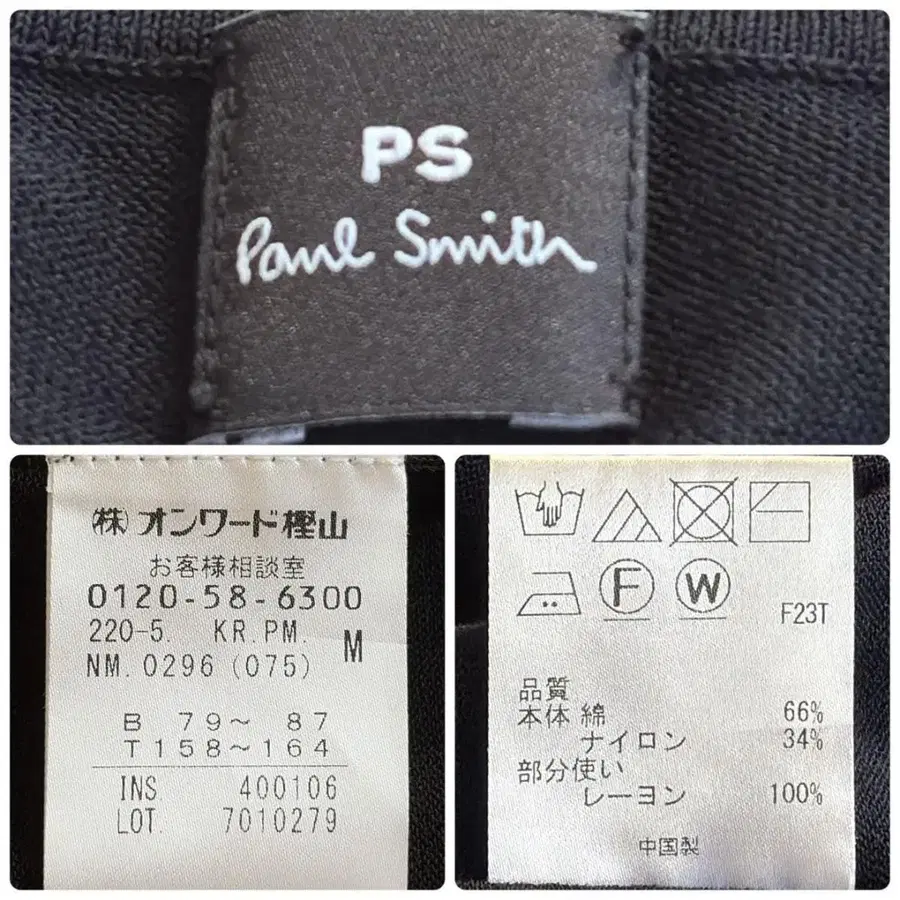 PS
Paul Smith
(株)オンワード樫山
お客様相談室
0120-58-6300
220-5. KR.PM. M
NM.0296(075)
B 79～ 87
T158～164
INS 400106
LOT. 7010279
F
W
F23T
品質
本体 綿 66%
ナイロン 34%
部分使い
レーヨン 100%
中国製